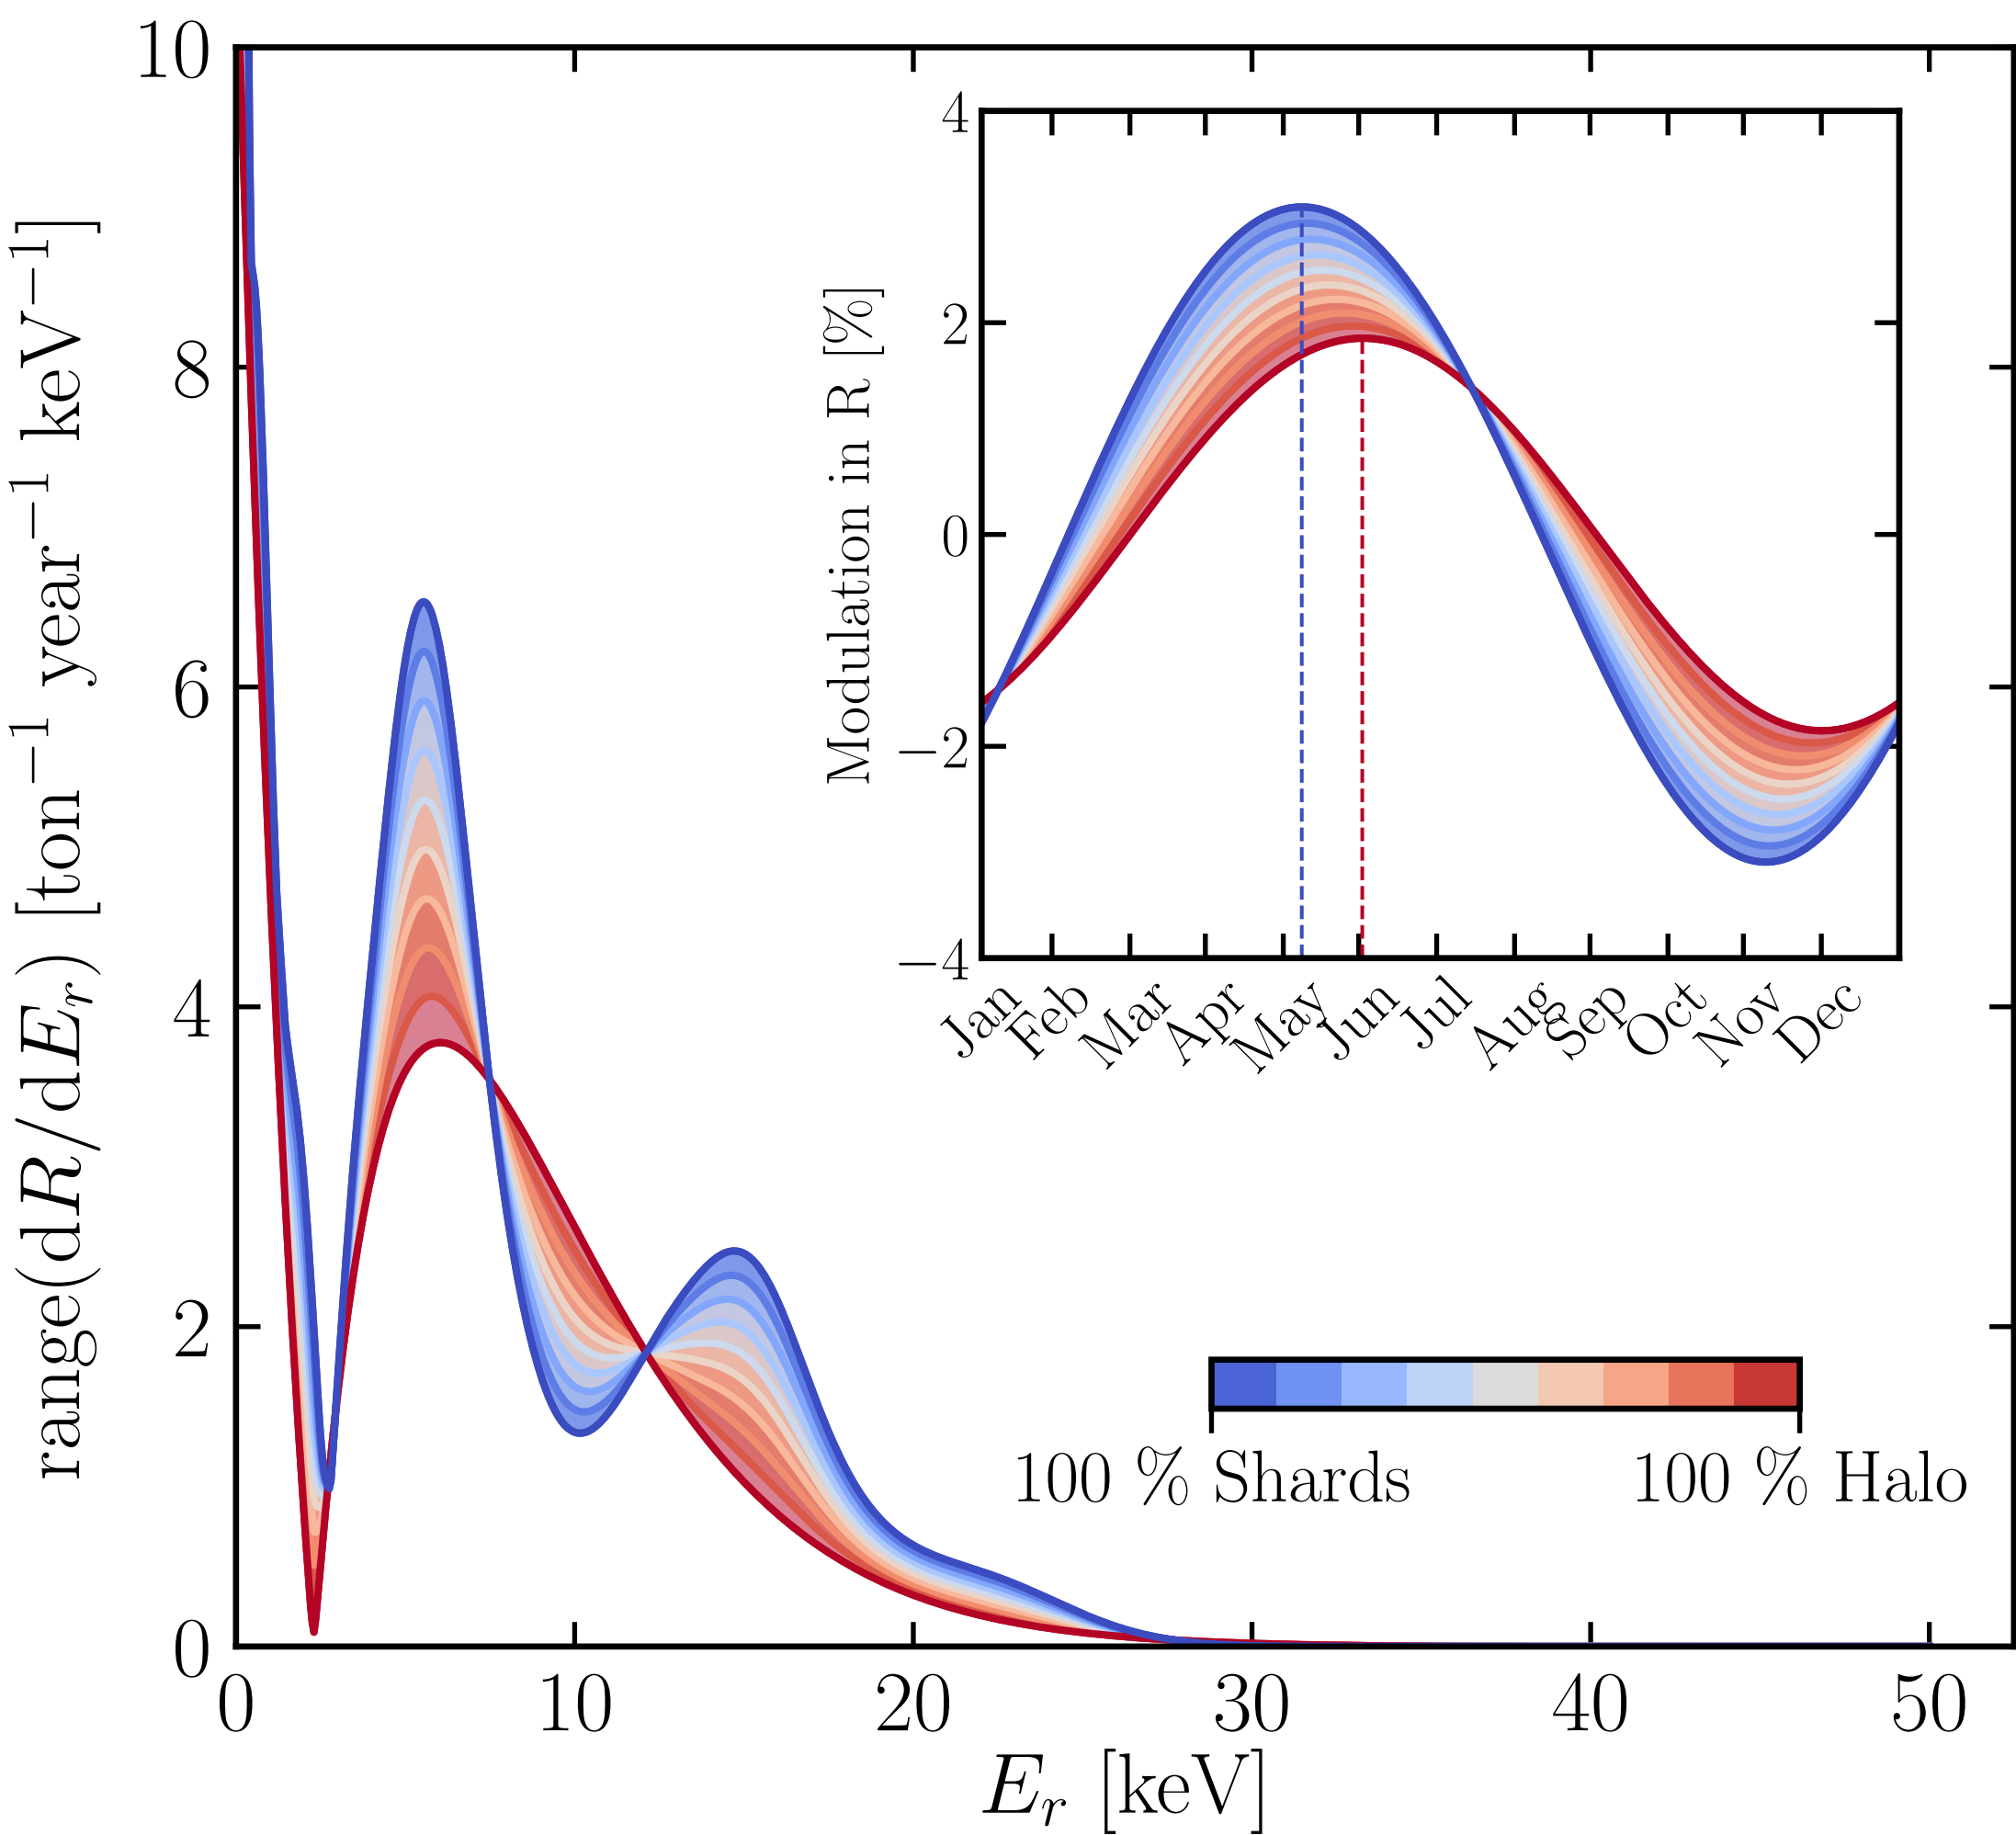 range(dR/dE_r) [ton⁻¹ year⁻¹ keV⁻¹]
10
8
6
4
2
0
0 10 20 30 40 50
E_r [keV]
Modulation in R [%]
4
2
0
−2
−4
Jan Feb Mar Apr May Jun Jul Aug Sep Oct Nov Dec
100 % Shards 100 % Halo